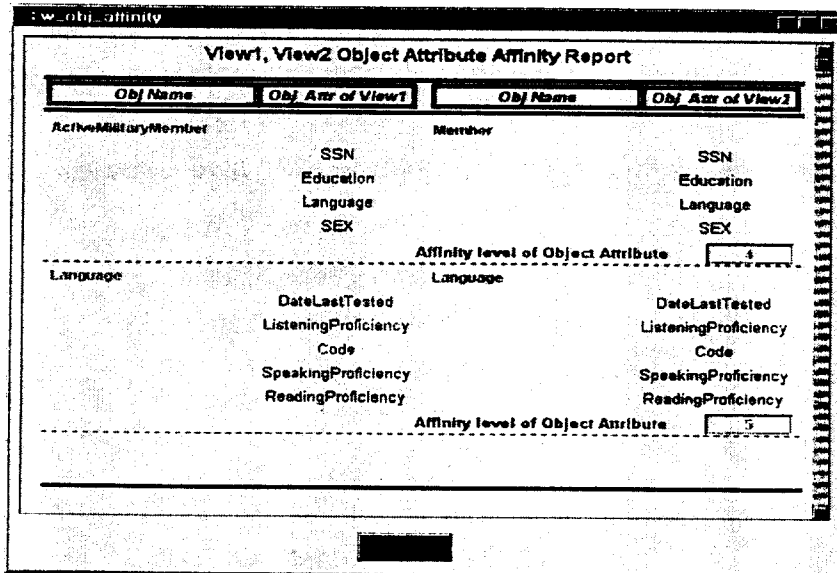 : w_obj_affinity
View1, View2 Object Attribute Affinity Report
Obj Name Obj Attr of View1 Obj Name Obj Attr of View2
ActiveMilitaryMember Member
SSN SSN
Education Education
Language Language
SEX SEX
Affinity level of Object Attribute 4
Language Language
DateLastTested DateLastTested
ListeningProficiency ListeningProficiency
Code Code
SpeakingProficiency SpeakingProficiency
ReadingProficiency ReadingProficiency
Affinity level of Object Attribute 5